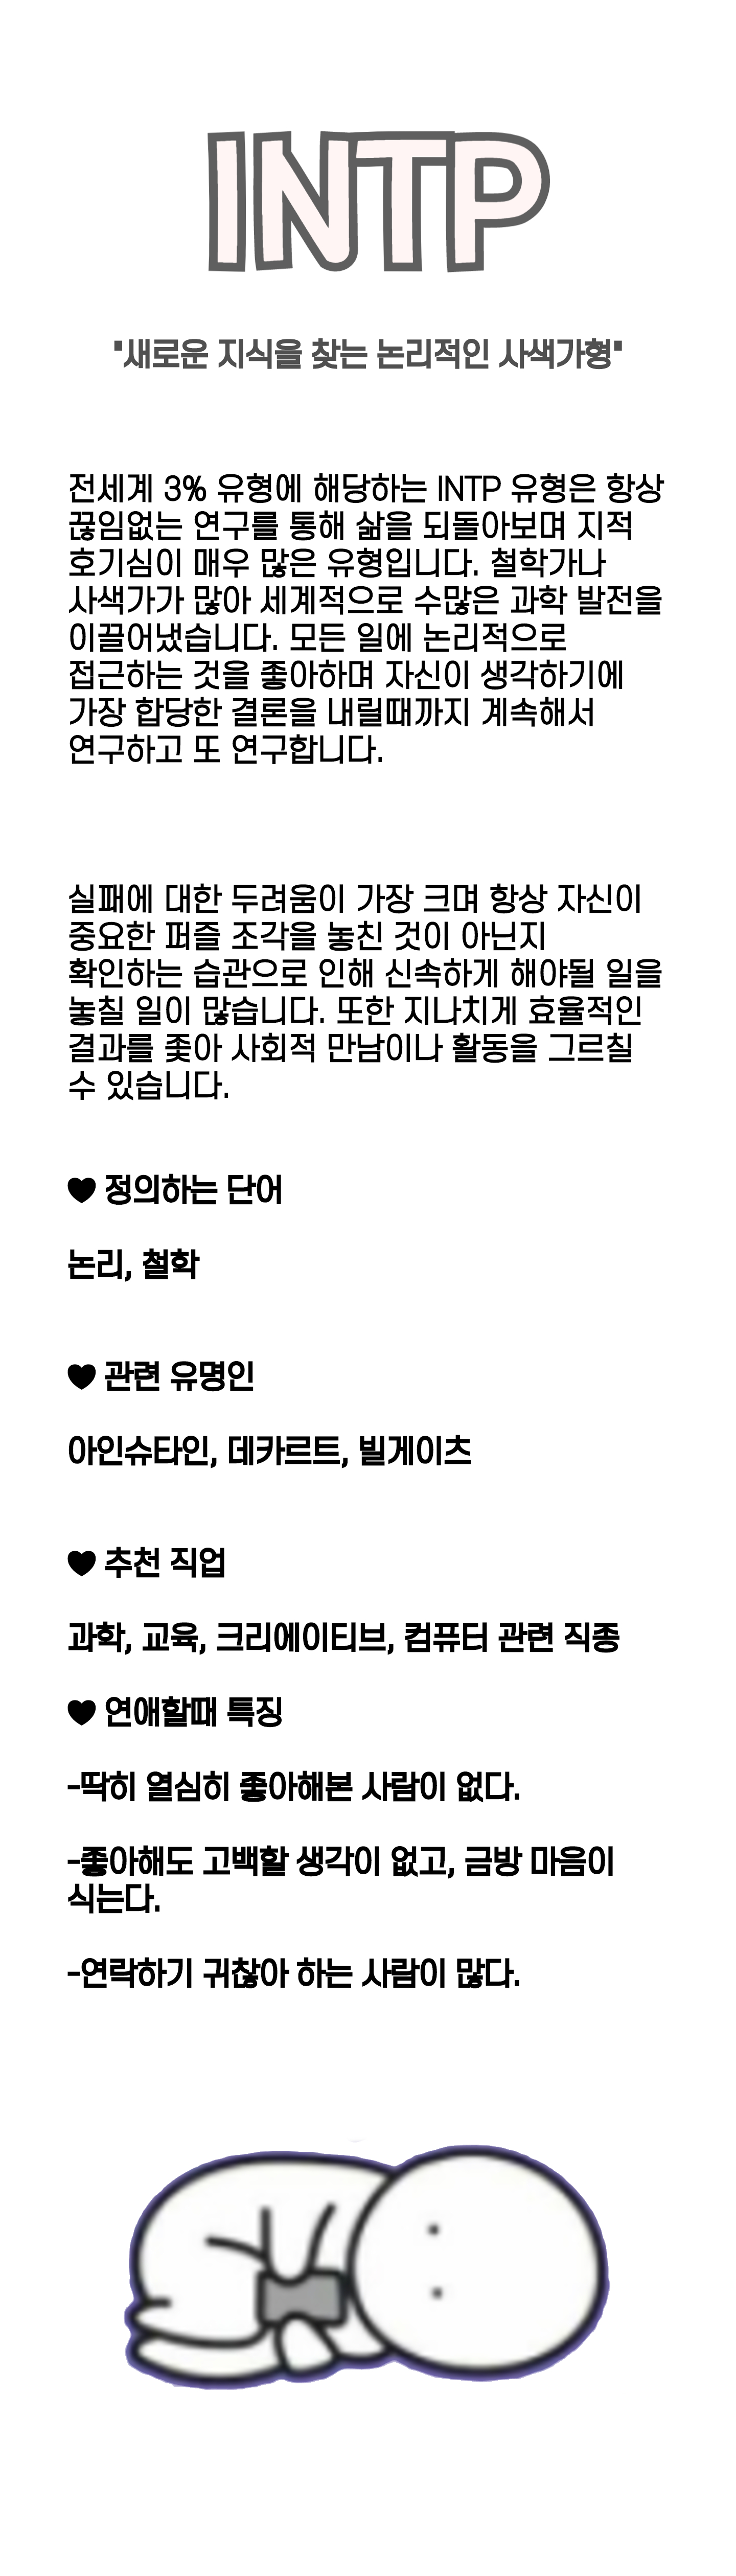 INTP
"새로운 지식을 찾는 논리적인 사색가형"
전세계 3% 유형에 해당하는 INTP 유형은 항상
끊임없는 연구를 통해 삶을 되돌아보며 지적
호기심이 매우 많은 유형입니다. 철학가나
사색가가 많아 세계적으로 수많은 과학 발전을
이끌어냈습니다. 모든 일에 논리적으로
접근하는 것을 좋아하며 자신이 생각하기에
가장 합당한 결론을 내릴때까지 계속해서
연구하고 또 연구합니다.
실패에 대한 두려움이 가장 크며 항상 자신이
중요한 퍼즐 조각을 놓친 것이 아닌지
확인하는 습관으로 인해 신속하게 해야될 일을
놓칠 일이 많습니다. 또한 지나치게 효율적인
결과를 좇아 사회적 만남이나 활동을 그르칠
수 있습니다.
♥ 정의하는 단어
논리, 철학
♥ 관련 유명인
아인슈타인, 데카르트, 빌게이츠
♥ 추천 직업
과학, 교육, 크리에이티브, 컴퓨터 관련 직종
♥ 연애할때 특징
-딱히 열심히 좋아해본 사람이 없다.
-좋아해도 고백할 생각이 없고, 금방 마음이
식는다.
-연락하기 귀찮아 하는 사람이 많다.